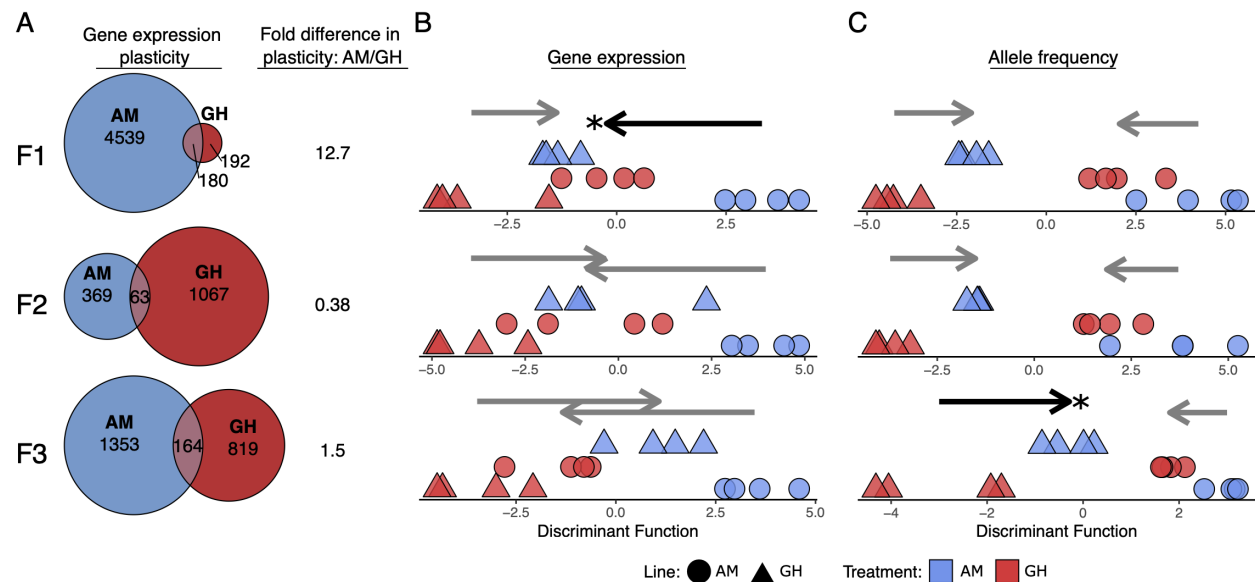 A
Gene expression
plasticity
Fold difference in
plasticity: AM/GH
B
Gene expression
C
Allele frequency
F1
AM
4539
GH
192
180
12.7
*
−2.5 0.0 2.5
−5.0 −2.5 0.0 2.5 5.0
F2
AM
369
63
GH
1067
0.38
−5.0 −2.5 0.0 2.5 5.0
−2.5 0.0 2.5 5.0
F3
AM
1353
164
GH
819
1.5
*
−2.5 0.0 2.5 5.0
−4 −2 0 2
Discriminant Function
Discriminant Function
Line: AM GH Treatment: AM GH